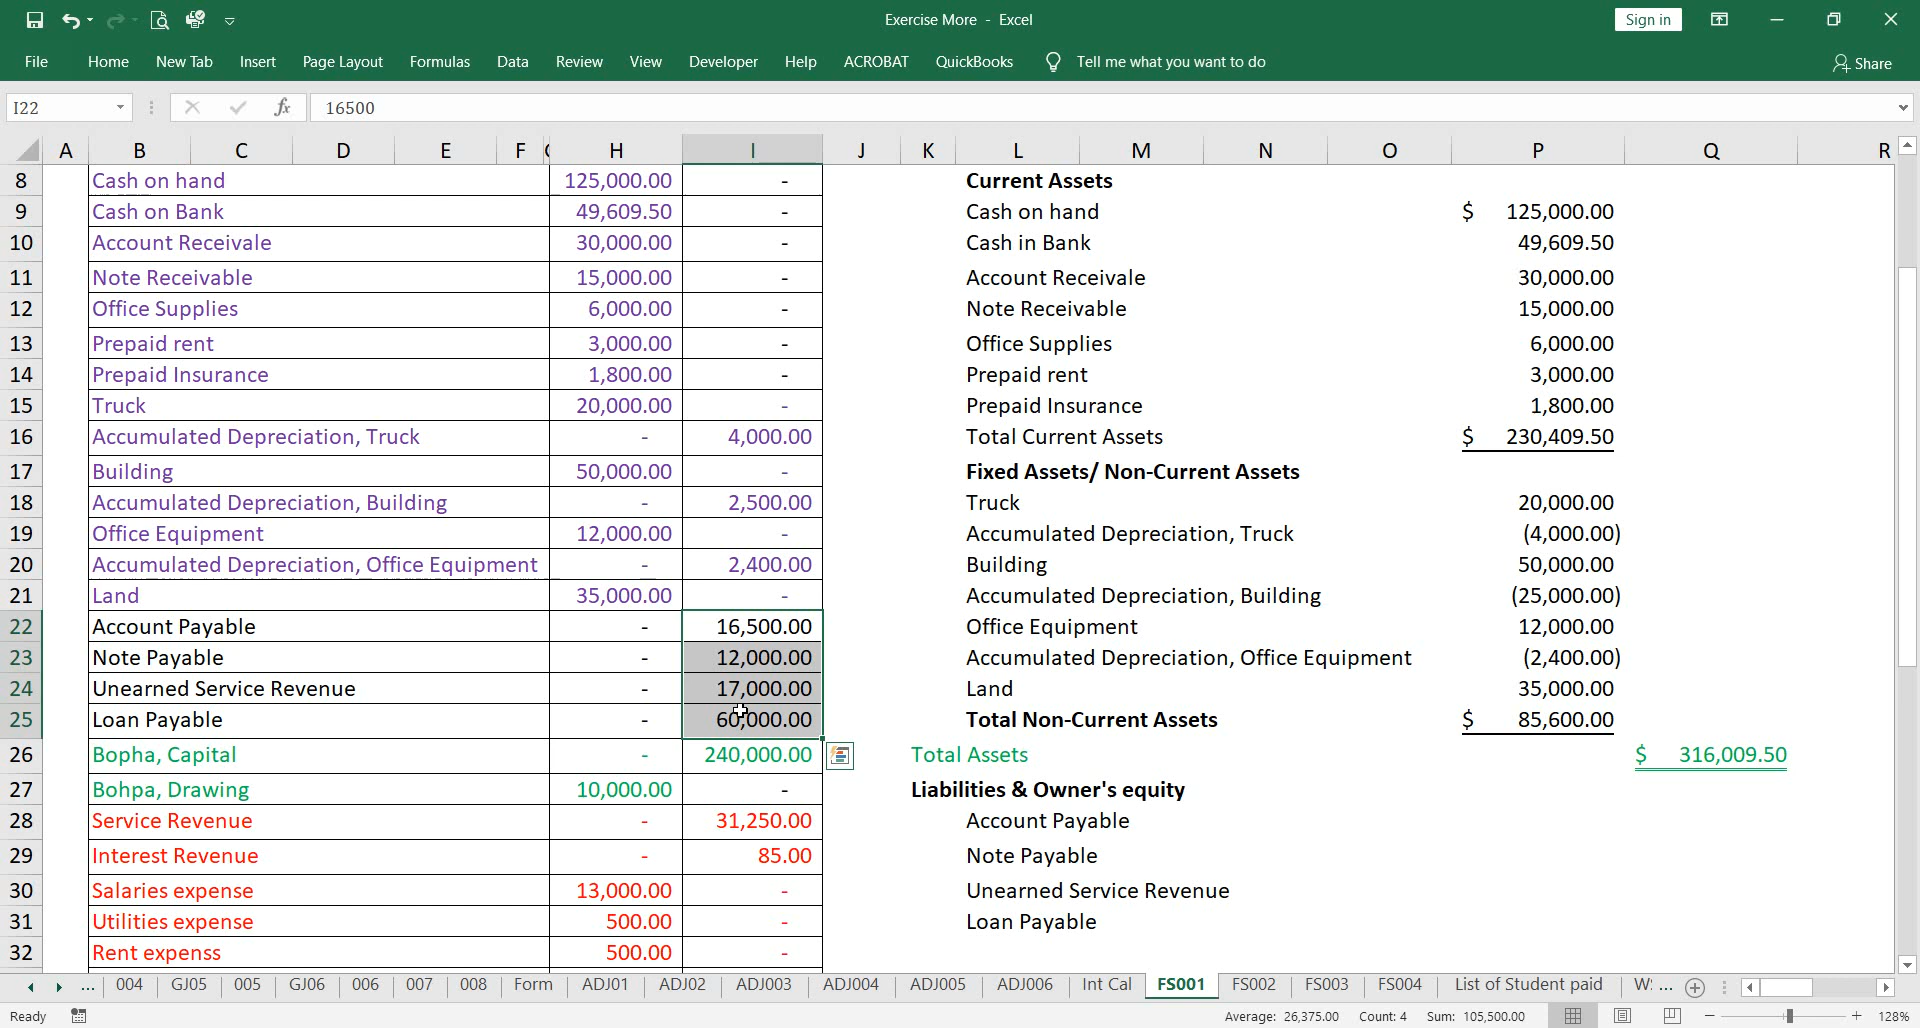 Exercise More - Excel
Sign in
File Home New Tab Insert Page Layout Formulas Data Review View Developer Help ACROBAT QuickBooks Tell me what you want to do Share
I22 fx 16500
A B C D E F H I J K L M N O P Q R
8 Cash on hand 125,000.00 - Current Assets
9 Cash on Bank 49,609.50 - Cash on hand $ 125,000.00
10 Account Receivale 30,000.00 - Cash in Bank 49,609.50
11 Note Receivable 15,000.00 - Account Receivale 30,000.00
12 Office Supplies 6,000.00 - Note Receivable 15,000.00
13 Prepaid rent 3,000.00 - Office Supplies 6,000.00
14 Prepaid Insurance 1,800.00 - Prepaid rent 3,000.00
15 Truck 20,000.00 - Prepaid Insurance 1,800.00
16 Accumulated Depreciation, Truck - 4,000.00 Total Current Assets $ 230,409.50
17 Building 50,000.00 - Fixed Assets/ Non-Current Assets
18 Accumulated Depreciation, Building - 2,500.00 Truck 20,000.00
19 Office Equipment 12,000.00 - Accumulated Depreciation, Truck (4,000.00)
20 Accumulated Depreciation, Office Equipment - 2,400.00 Building 50,000.00
21 Land 35,000.00 - Accumulated Depreciation, Building (25,000.00)
22 Account Payable - 16,500.00 Office Equipment 12,000.00
23 Note Payable - 12,000.00 Accumulated Depreciation, Office Equipment (2,400.00)
24 Unearned Service Revenue - 17,000.00 Land 35,000.00
25 Loan Payable - 60,000.00 Total Non-Current Assets $ 85,600.00
26 Bopha, Capital - 240,000.00 Total Assets $ 316,009.50
27 Bohpa, Drawing 10,000.00 - Liabilities & Owner's equity
28 Service Revenue - 31,250.00 Account Payable
29 Interest Revenue - 85.00 Note Payable
30 Salaries expense 13,000.00 - Unearned Service Revenue
31 Utilities expense 500.00 - Loan Payable
32 Rent expenss 500.00 -
... 004 GJ05 005 GJ06 006 007 008 Form ADJ01 ADJ02 ADJ003 ADJ004 ADJ005 ADJ006 Int Cal FS001 FS002 FS003 FS004 List of Student paid W: ...
Ready Average: 26,375.00 Count: 4 Sum: 105,500.00 128%